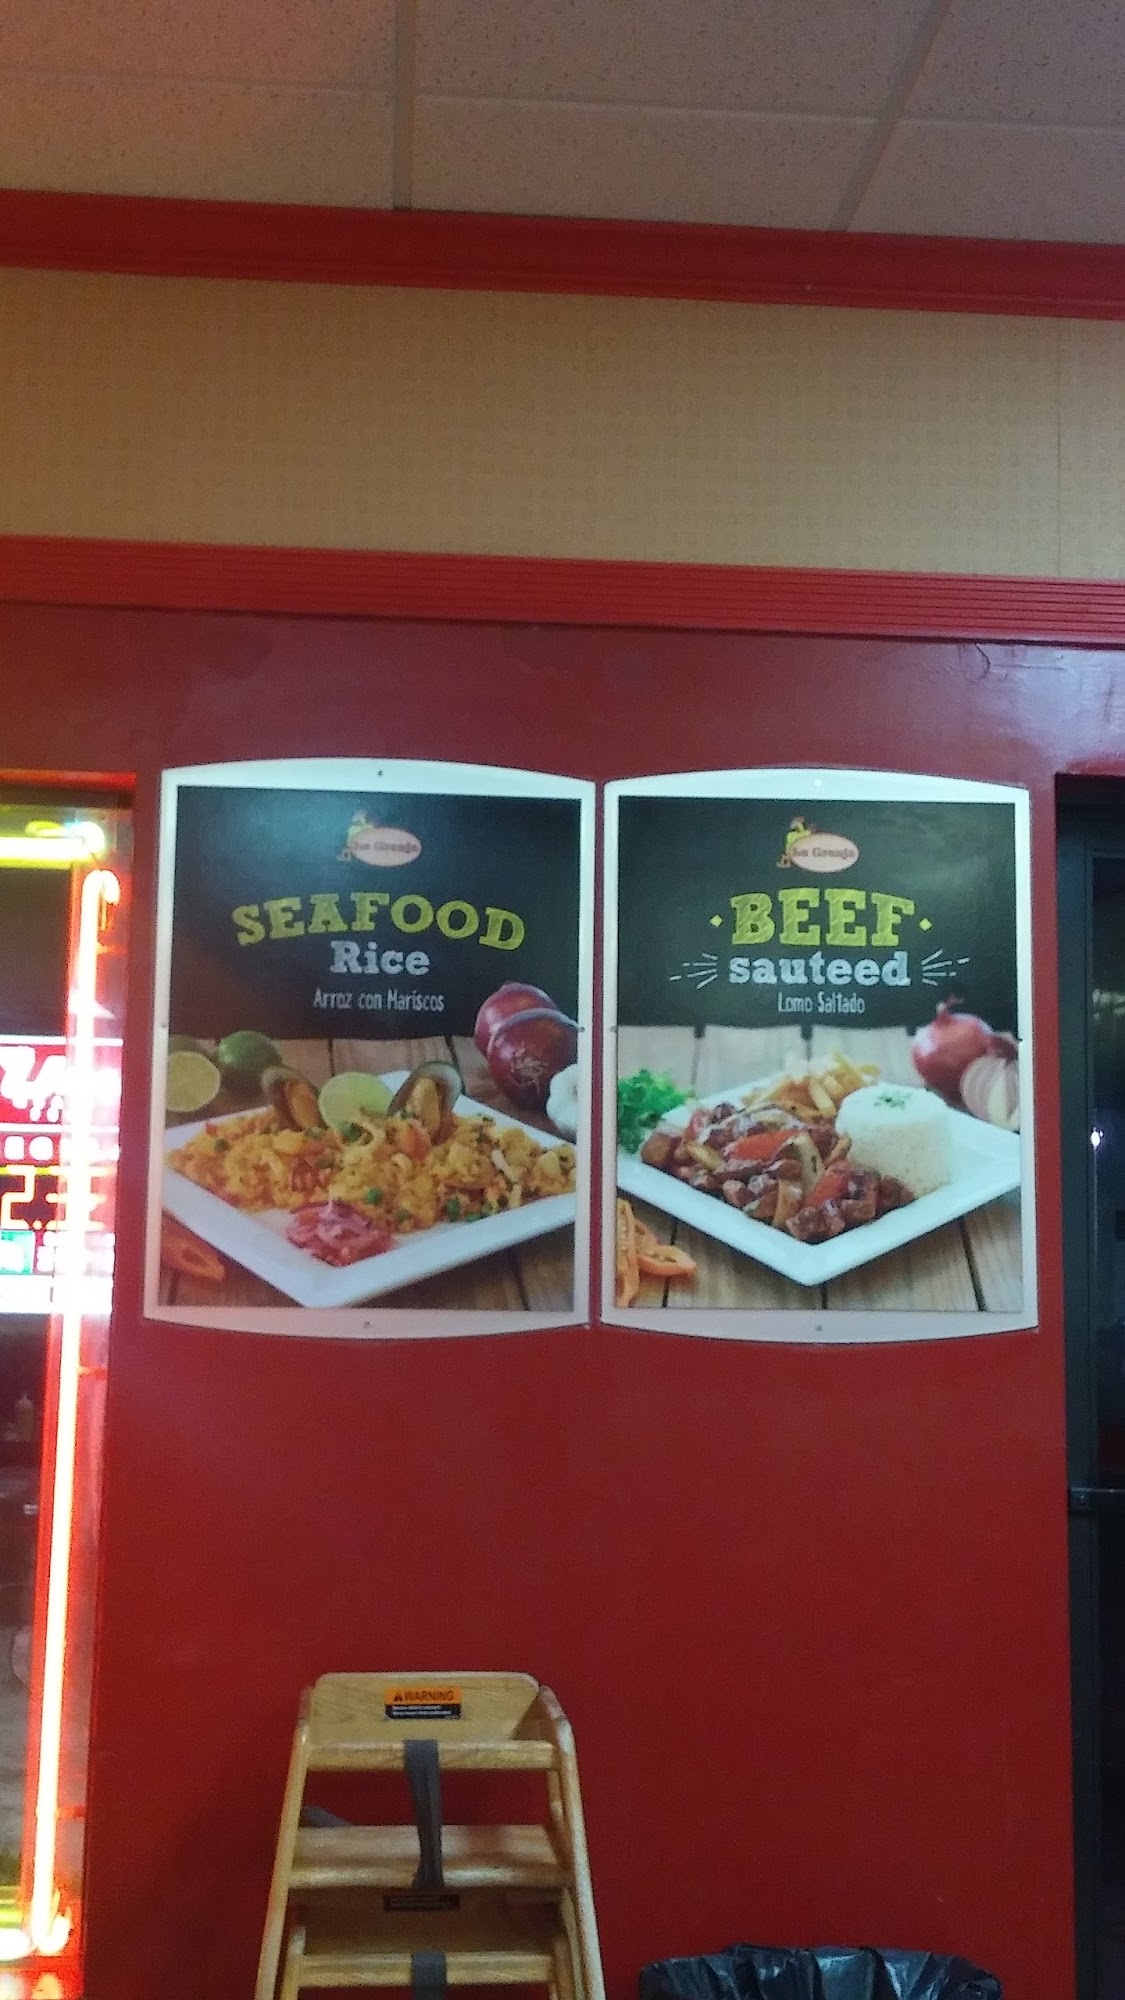 La Granja
SEAFOOD
Rice
Arroz con Mariscos
La Granja
BEEF
sauteed
Lomo Saltado
WARNING